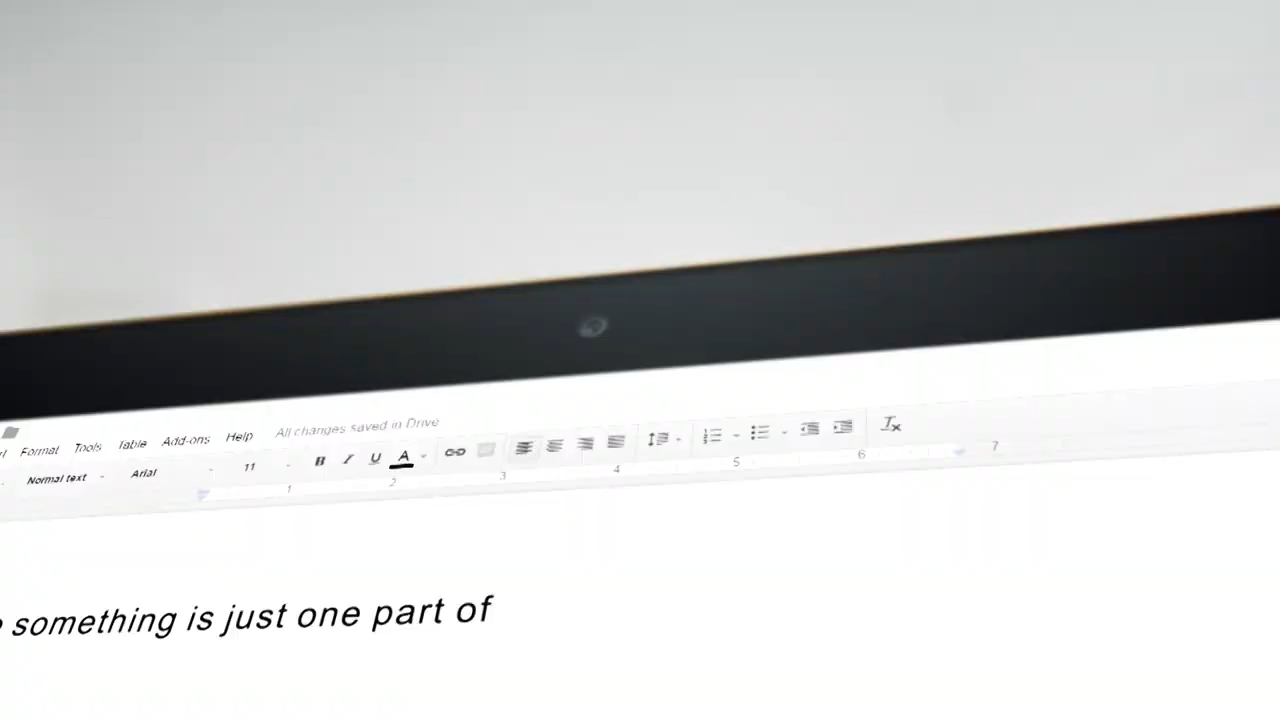 Format Tools Table Add-ons Help All changes saved in Drive
Normal text Arial 11 B I U A
1 2 3 4 5 6 7
something is just one part of